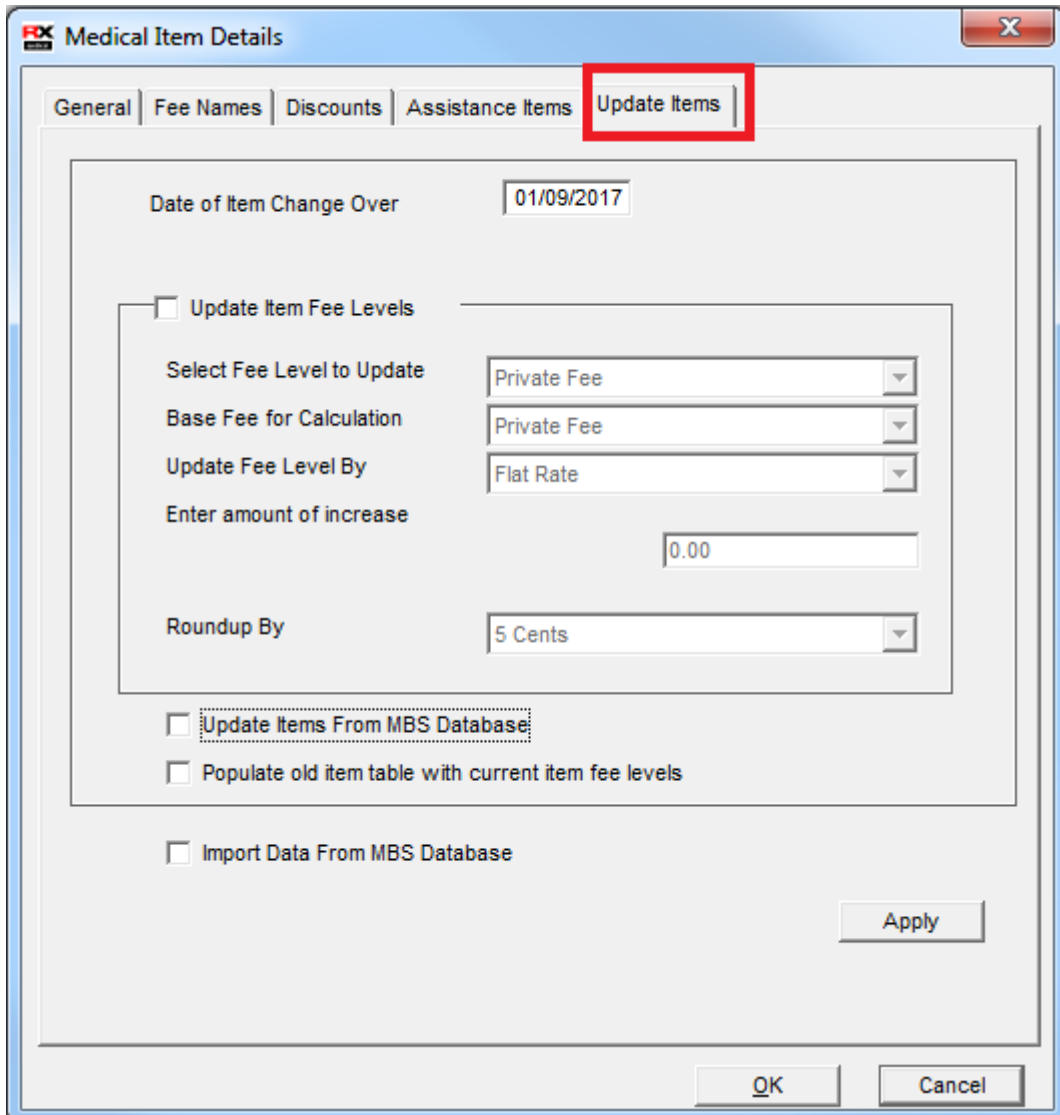 RX
medical
Medical Item Details
General Fee Names Discounts Assistance Items Update Items
Date of Item Change Over 01/09/2017
Update Item Fee Levels
Select Fee Level to Update Private Fee
Base Fee for Calculation Private Fee
Update Fee Level By Flat Rate
Enter amount of increase
0.00
Roundup By 5 Cents
Update Items From MBS Database
Populate old item table with current item fee levels
Import Data From MBS Database
Apply
OK Cancel